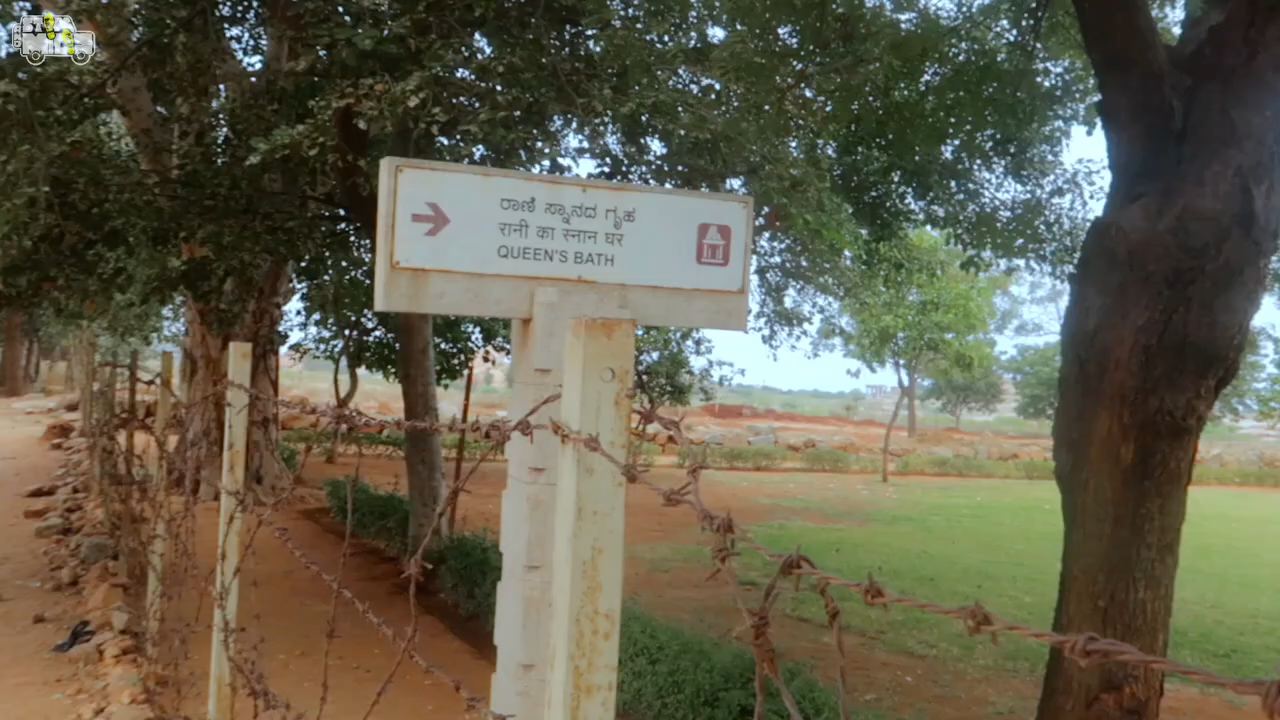 ರಾಣಿ ಸ್ನಾನದ ಗೃಹ
रानी का स्नान घर
QUEEN'S BATH